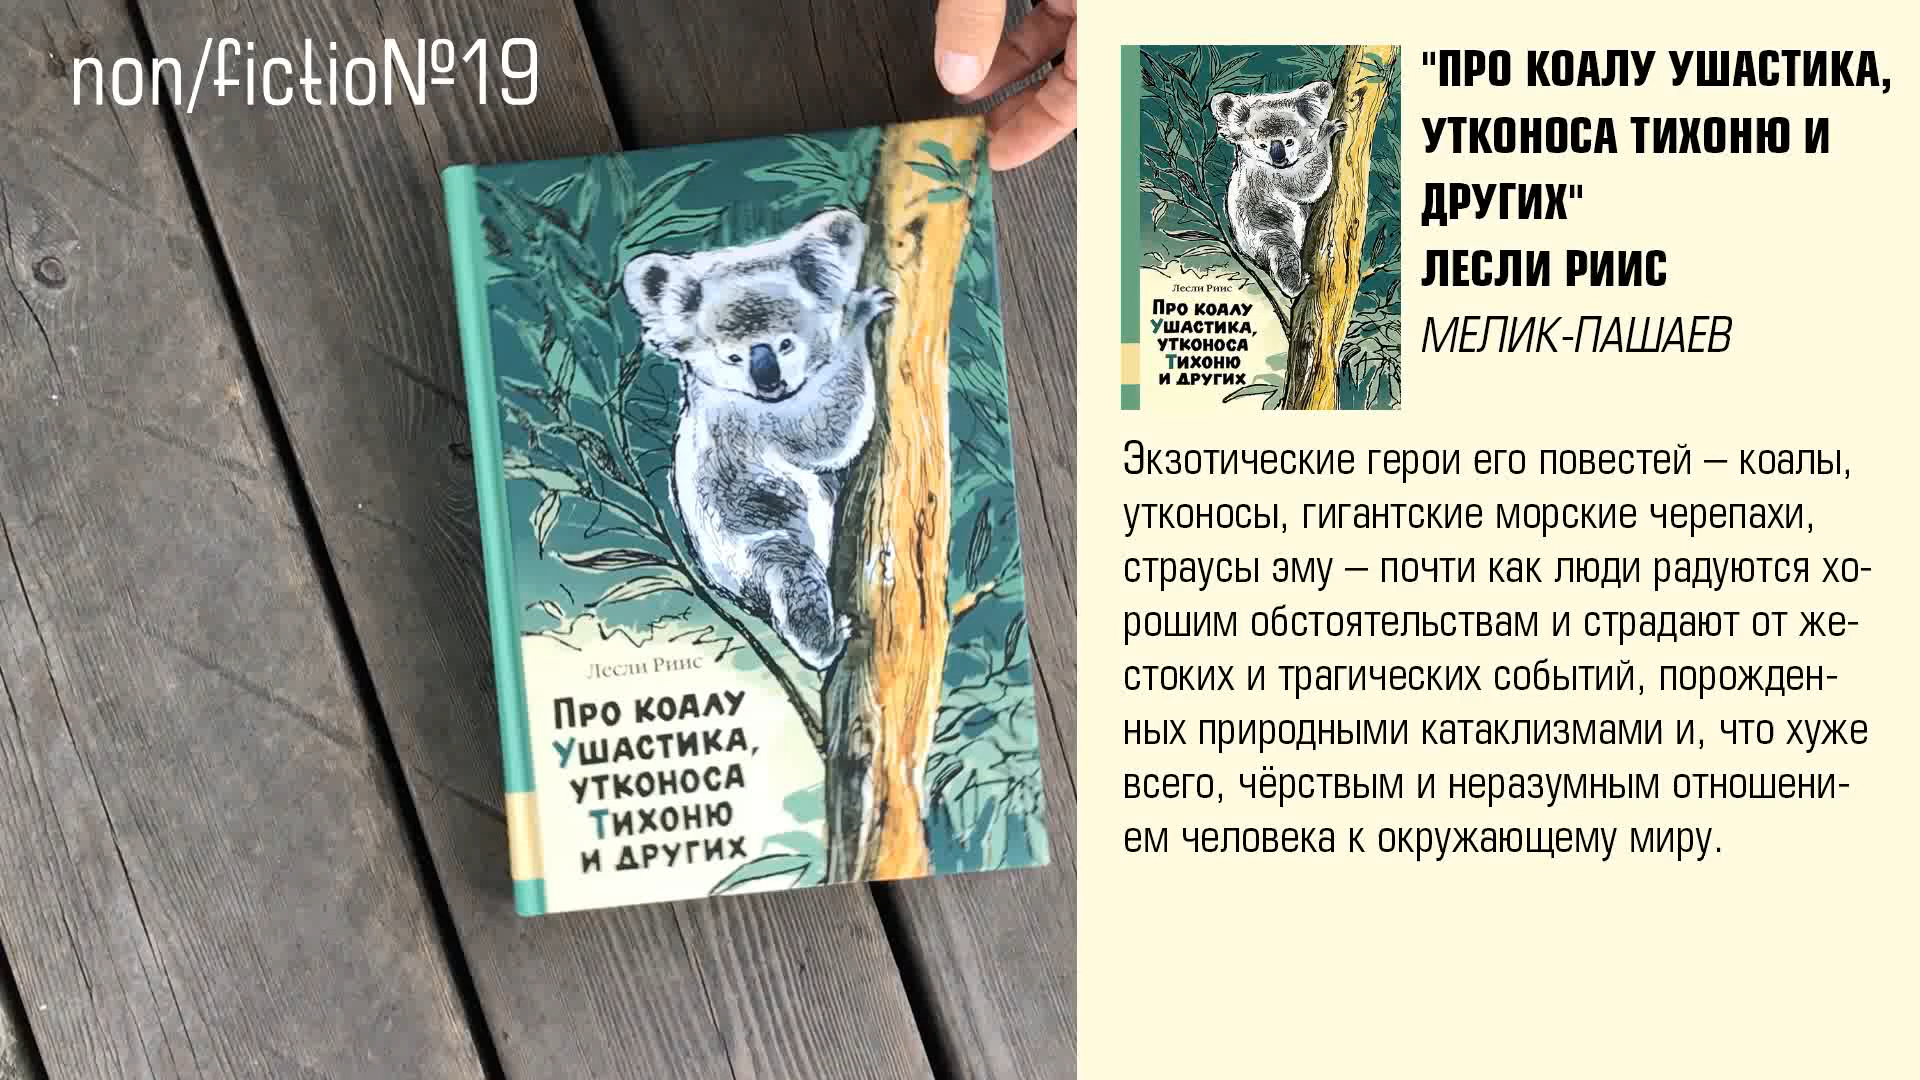 non/fictio№19
Лесли Риис
Про коалу
Ушастика,
утконоса
Тихоню
и других
Лесли Риис
Про коалу
Ушастика,
утконоса
Тихоню
и других
"ПРО КОАЛУ УШАСТИКА,
УТКОНОСА ТИХОНЮ И
ДРУГИХ"
ЛЕСЛИ РИИС
МЕЛИК-ПАШАЕВ
Экзотические герои его повестей – коалы,
утконосы, гигантские морские черепахи,
страусы эму – почти как люди радуются хо-
рошим обстоятельствам и страдают от же-
стоких и трагических событий, порожден-
ных природными катаклизмами и, что хуже
всего, чёрствым и неразумным отношени-
ем человека к окружающему миру.